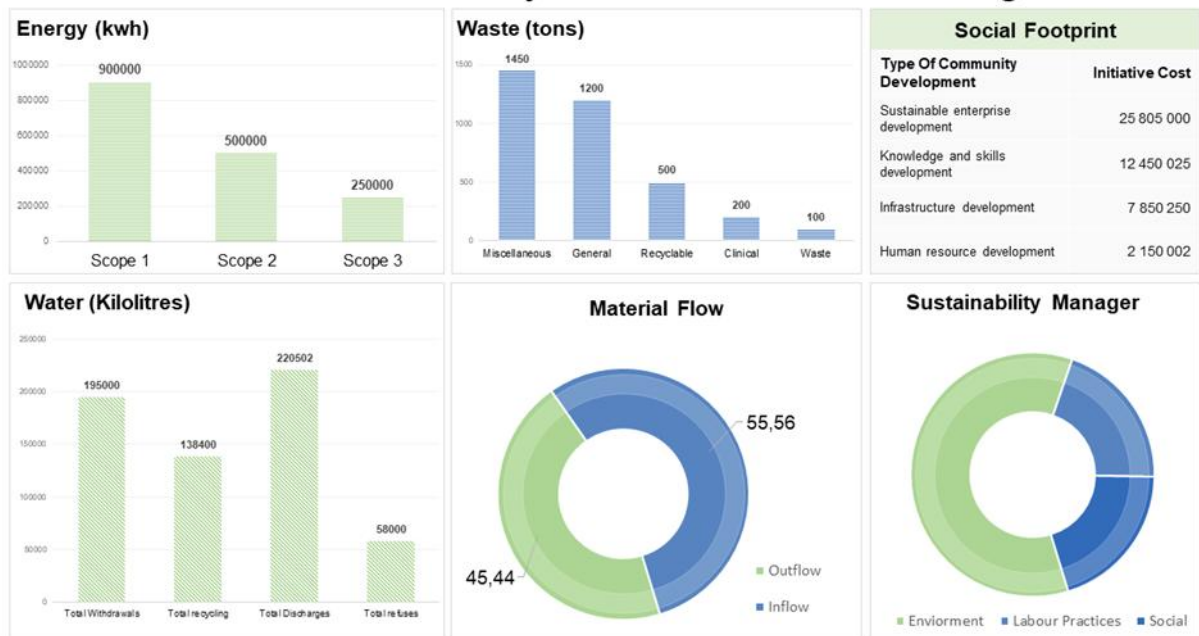 Energy (kwh)
1000000
800000
600000
400000
200000
0
900000
500000
250000
Scope 1 Scope 2 Scope 3
Waste (tons)
1500
1000
500
0
1450
1200
500
200
100
Miscellaneous General Recyclable Clinical Waste
Social Footprint
Type Of Community
Development
Initiative Cost
Sustainable enterprise
development
25 805 000
Knowledge and skills
development
12 450 025
Infrastructure development 7 850 250
Human resource development 2 150 002
Water (Kilolitres)
250000
200000
150000
100000
50000
0
195000
138400
220502
58000
Total Withdrawals Total recycling Total Discharges Total refuses
Material Flow
55,56
45,44
Outflow
Inflow
Sustainability Manager
Enviorment Labour Practices Social